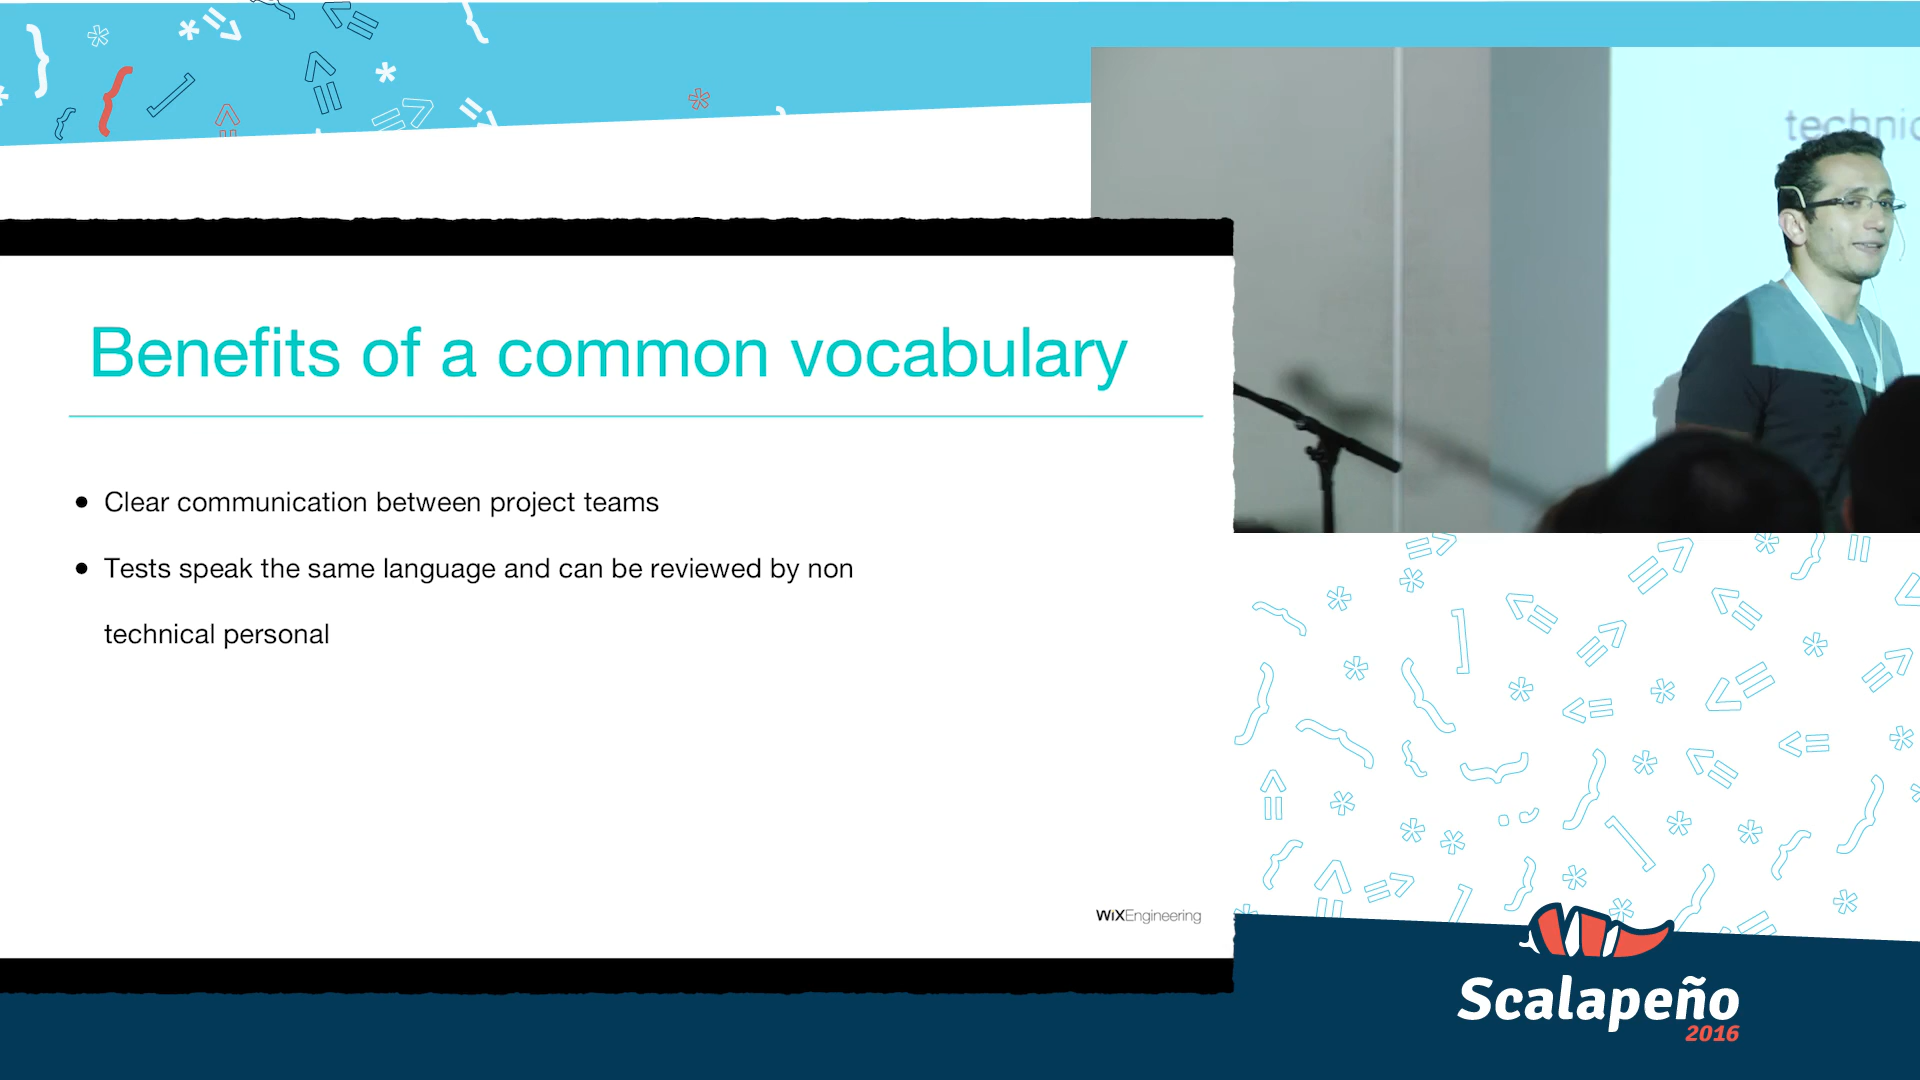 technic
Benefits of a common vocabulary
• Clear communication between project teams
• Tests speak the same language and can be reviewed by non
technical personal
WiXEngineering
Scalapeño
2016